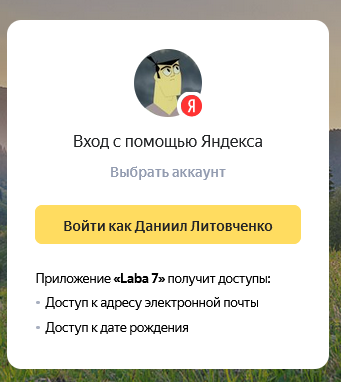 Я
Вход с помощью Яндекса
Выбрать аккаунт
Войти как Даниил Литовченко
Приложение «Laba 7» получит доступы:
• Доступ к адресу электронной почты
• Доступ к дате рождения